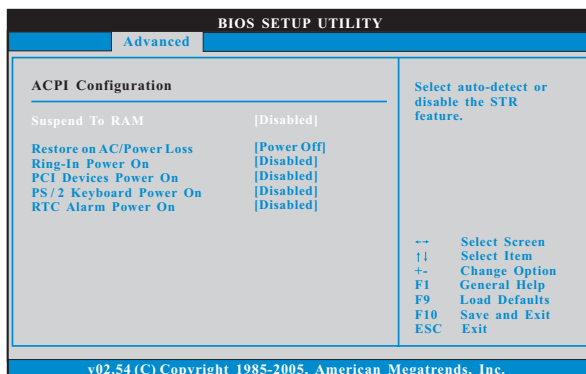 BIOS SETUP UTILITY
Advanced
ACPI Configuration
Suspend To RAM [Disabled]
Restore on AC/Power Loss [Power Off]
Ring-In Power On [Disabled]
PCI Devices Power On [Disabled]
PS/2 Keyboard Power On [Disabled]
RTC Alarm Power On [Disabled]
Select auto-detect or
disable the STR
feature.
←→ Select Screen
↑↓ Select Item
+- Change Option
F1 General Help
F9 Load Defaults
F10 Save and Exit
ESC Exit
v02.54 (C) Copyright 1985-2005, American Megatrends, Inc.